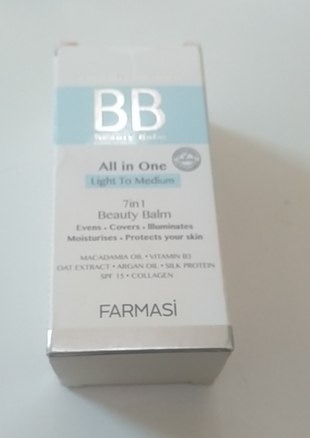 BB
Beauty Balm
All in One
Light To Medium
7in1
Beauty Balm
Evens • Covers • Illuminates
Moisturises • Protects your skin
MACADAMIA OIL • VITAMIN B3
OAT EXTRACT • ARGAN OIL • SILK PROTEIN
SPF 15 • COLLAGEN
FARMASİ